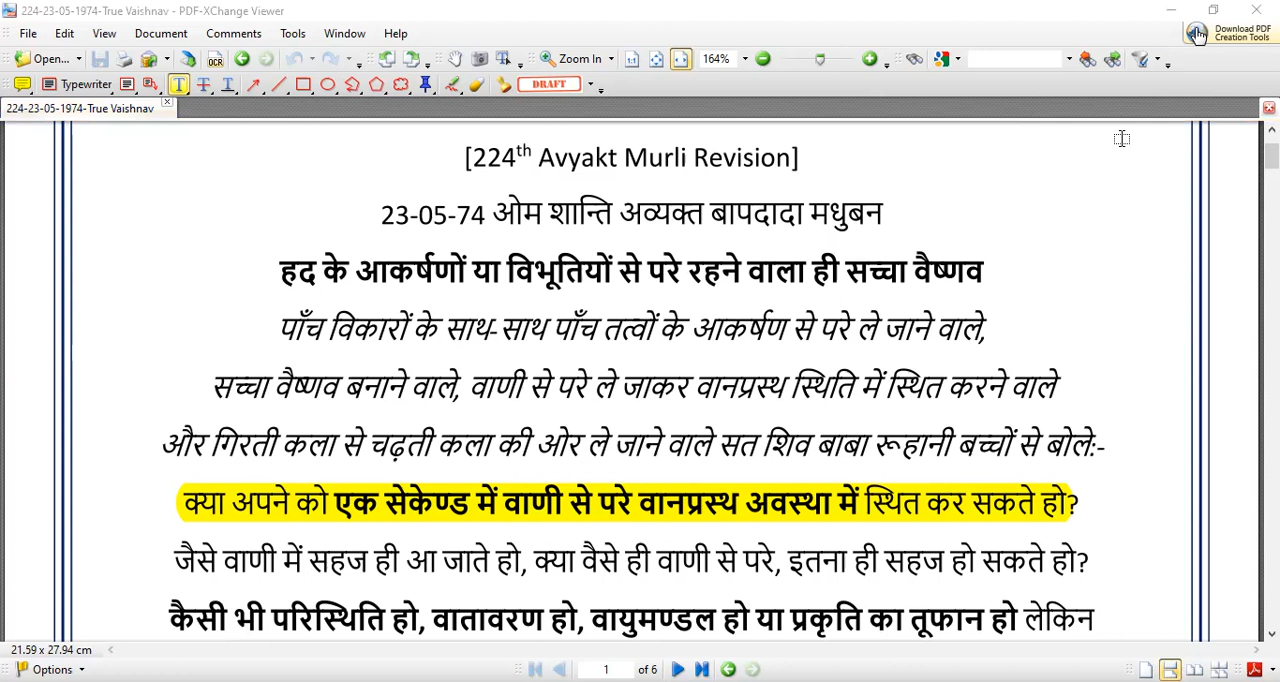 224-23-05-1974-True Vaishnav - PDF-XChange Viewer
File Edit View Document Comments Tools Window Help
Download PDF Creation Tools
Open... OCR Zoom In 164%
Typewriter DRAFT
224-23-05-1974-True Vaishnav
[224th Avyakt Murli Revision]
23-05-74 ओम शान्ति अव्यक्त बापदादा मधुबन
हद के आकर्षणों या विभूतियों से परे रहने वाला ही सच्चा वैष्णव
पाँच विकारों के साथ-साथ पाँच तत्वों के आकर्षण से परे ले जाने वाले,
सच्चा वैष्णव बनाने वाले, वाणी से परे ले जाकर वानप्रस्थ स्थिति में स्थित करने वाले
और गिरती कला से चढ़ती कला की ओर ले जाने वाले सत शिव बाबा रूहानी बच्चों से बोले:-
क्या अपने को एक सेकेण्ड में वाणी से परे वानप्रस्थ अवस्था में स्थित कर सकते हो?
जैसे वाणी में सहज ही आ जाते हो, क्या वैसे ही वाणी से परे, इतना ही सहज हो सकते हो?
कैसी भी परिस्थिति हो, वातावरण हो, वायुमण्डल हो या प्रकृति का तूफान हो लेकिन
21.59 x 27.94 cm
Options 1 of 6